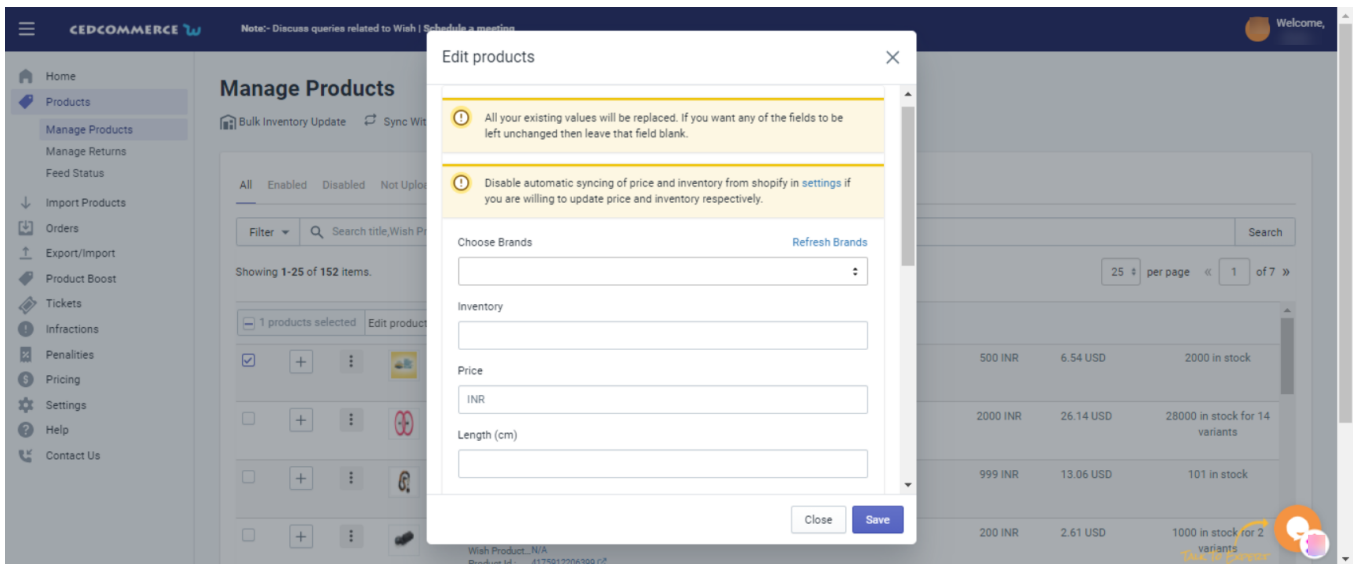 CEDCOMMERCE
Note:- Discuss queries related to Wish | Schedule a meeting
Welcome,
Home
Products
Manage Products
Manage Returns
Feed Status
Import Products
Orders
Export/Import
Product Boost
Tickets
Infractions
Penalities
Pricing
Settings
Help
Contact Us
Manage Products
Bulk Inventory Update Sync Wit
All Enabled Disabled Not Uploa
Filter Search title,Wish Pr
Search
Showing 1-25 of 152 items.
25 per page « 1 of 7 »
1 products selected Edit product
500 INR 6.54 USD 2000 in stock
2000 INR 26.14 USD 28000 in stock for 14
variants
999 INR 13.06 USD 101 in stock
200 INR 2.61 USD 1000 in stock for 2
variants
Wish Product...N/A
Product Id : 4175912206399
Edit products
All your existing values will be replaced. If you want any of the fields to be
left unchanged then leave that field blank.
Disable automatic syncing of price and inventory from shopify in settings if
you are willing to update price and inventory respectively.
Choose Brands Refresh Brands
Inventory
Price
INR
Length (cm)
Close Save
Talk To Expert